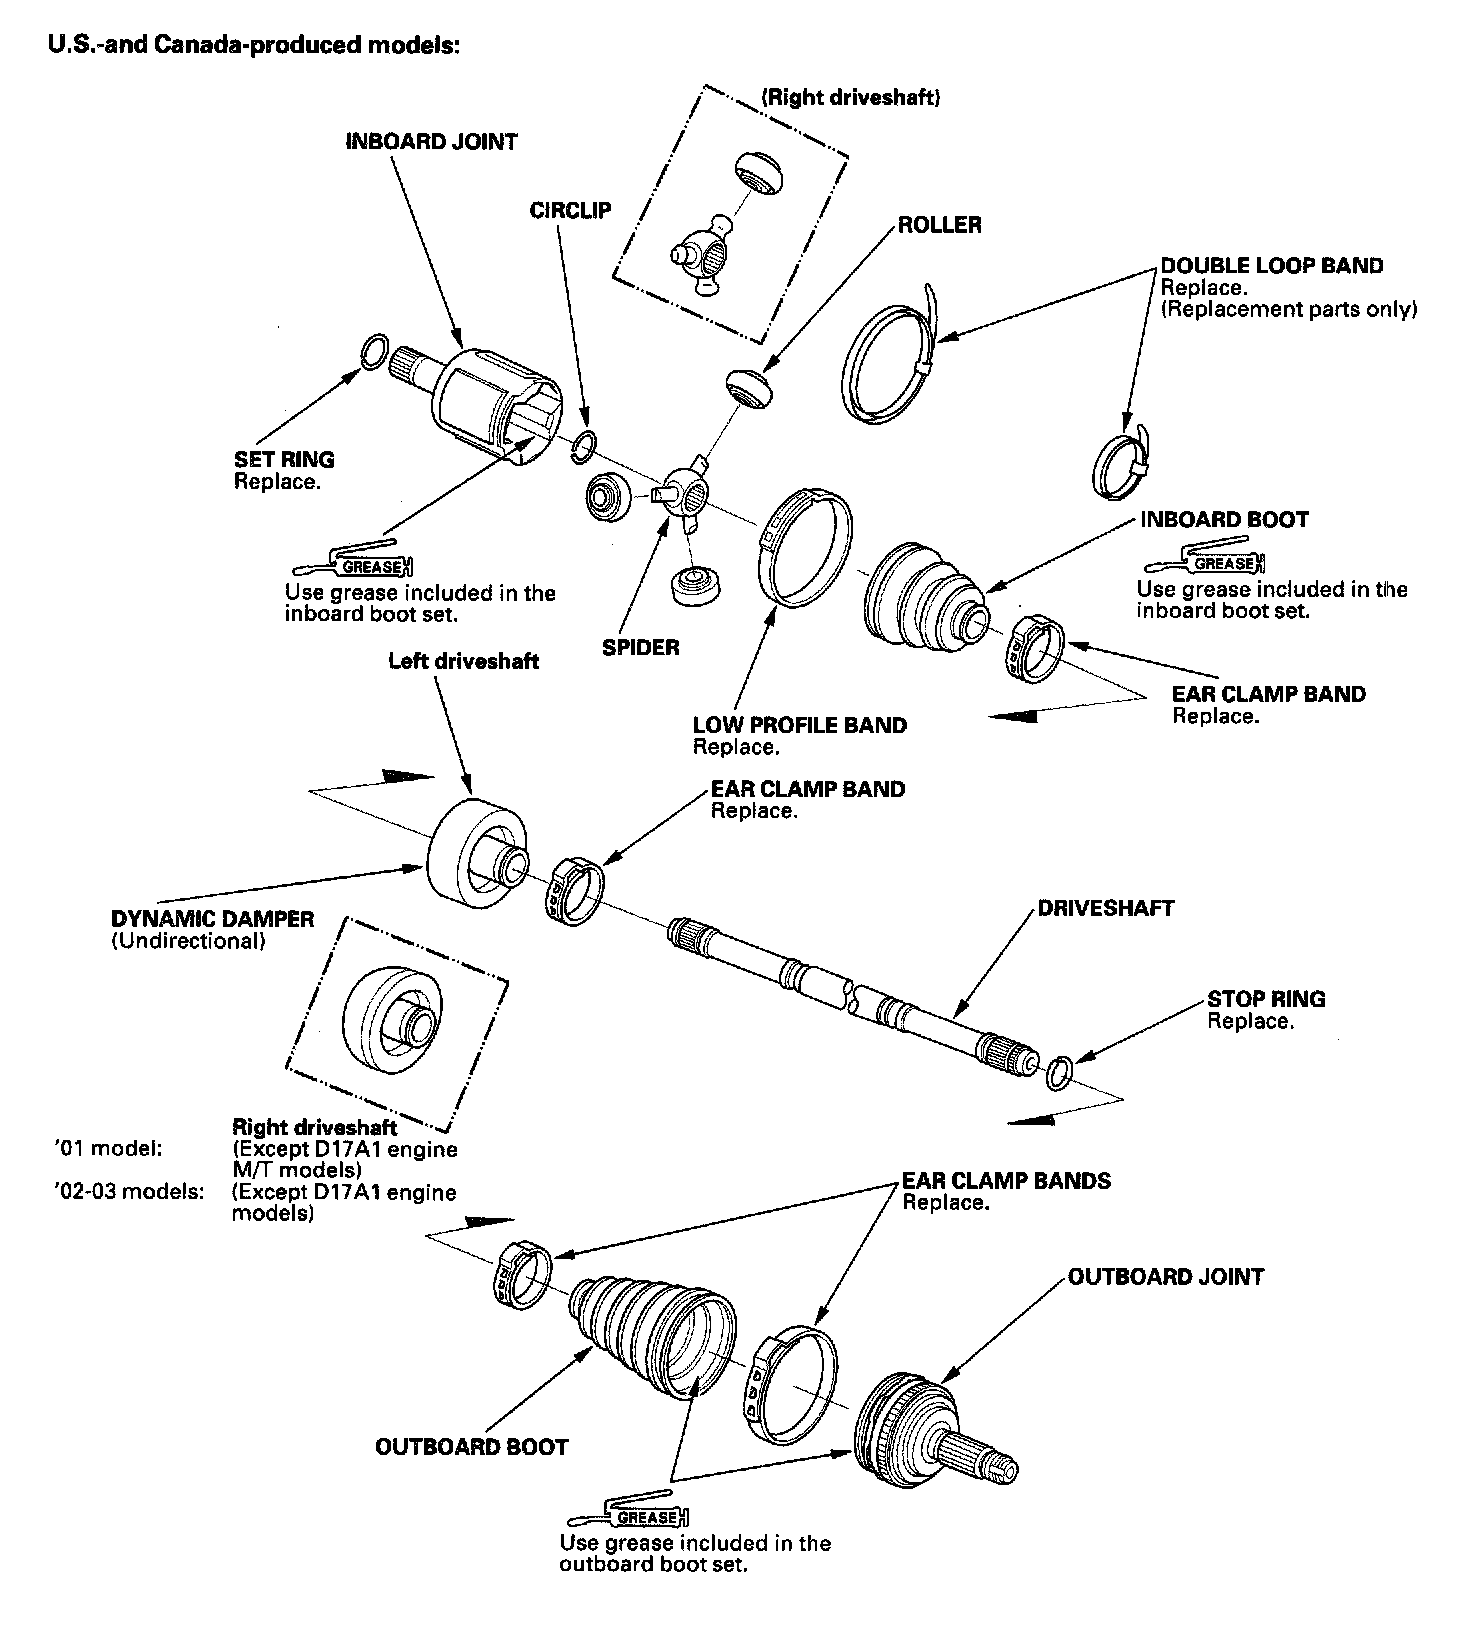 U.S.-and Canada-produced models:
(Right driveshaft)
INBOARD JOINT
CIRCLIP
ROLLER
DOUBLE LOOP BAND
Replace.
(Replacement parts only)
SET RING
Replace.
GREASE
Use grease included in the
inboard boot set.
INBOARD BOOT
GREASE
Use grease included in the
inboard boot set.
SPIDER
Left driveshaft
EAR CLAMP BAND
Replace.
LOW PROFILE BAND
Replace.
EAR CLAMP BAND
Replace.
DYNAMIC DAMPER
(Undirectional)
DRIVESHAFT
STOP RING
Replace.
Right driveshaft
'01 model: (Except D17A1 engine
M/T models)
'02-03 models: (Except D17A1 engine
models)
EAR CLAMP BANDS
Replace.
OUTBOARD JOINT
OUTBOARD BOOT
GREASE
Use grease included in the
outboard boot set.